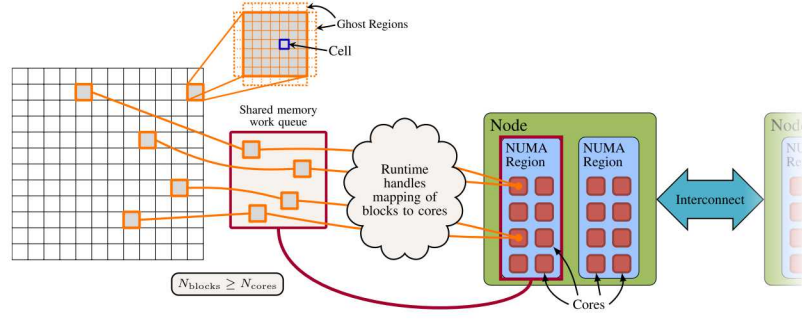 Ghost Regions
Cell
Shared memory
work queue
Runtime
handles
mapping of
blocks to cores
Node
NUMA
Region
NUMA
Region
Interconnect
Cores
N_blocks ≥ N_cores